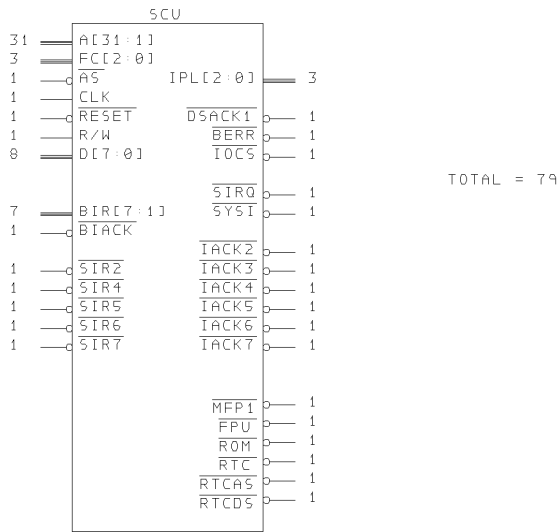 SCU
31 A[31:1]
3 FC[2:0]
1 AS IPL[2:0] 3
1 CLK
1 RESET DSACK1 1
1 R/W BERR 1
8 D[7:0] IOCS 1
TOTAL = 79
SIRQ 1
7 BIR[7:1] SYSI 1
1 BIACK
IACK2 1
1 SIR2 IACK3 1
1 SIR4 IACK4 1
1 SIR5 IACK5 1
1 SIR6 IACK6 1
1 SIR7 IACK7 1
MFP1 1
FPU 1
ROM 1
RTC 1
RTCAS 1
RTCDS 1